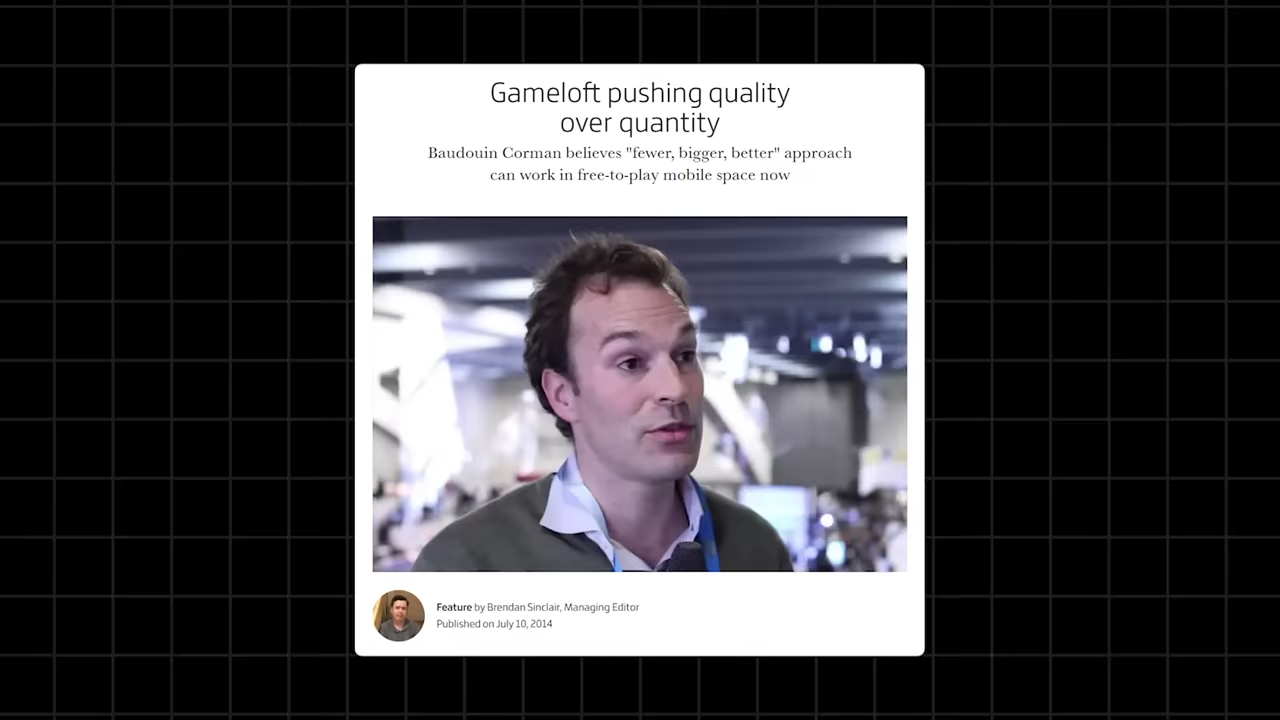 Gameloft pushing quality
over quantity
Baudouin Corman believes "fewer, bigger, better" approach
can work in free-to-play mobile space now
Feature by Brendan Sinclair, Managing Editor
Published on July 10, 2014